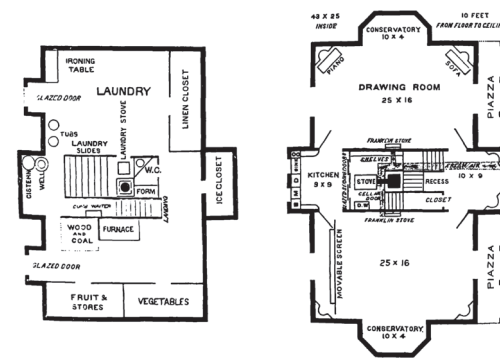 IRONING
TABLE
GLAZED DOOR
LAUNDRY
LAUNDRY STOVE
LINEN CLOSET
TUBS
LAUNDRY
SLIDES
CISTERN
WELL
W.C.
FORM
ICE CLOSET
WOOD
AND
COAL
FURNACE
GLAZED DOOR
FRUIT &
STORES
VEGETABLES
43 X 25
INSIDE
CONSERVATORY
10 X 4
10 FEET
FROM FLOOR TO CEILIN
PIANO
SOFA
DRAWING ROOM
25 X 16
PIAZZA
FRANKLIN STOVE
SHELVES
KITCHEN
9 X 9
STOVE
RECESS
10 X 9
CELLAR
DOOR
D.W
CLOSET
FRANKLIN STOVE
MOVABLE SCREEN
25 X 16
PIAZZA
CONSERVATORY
10 X 4